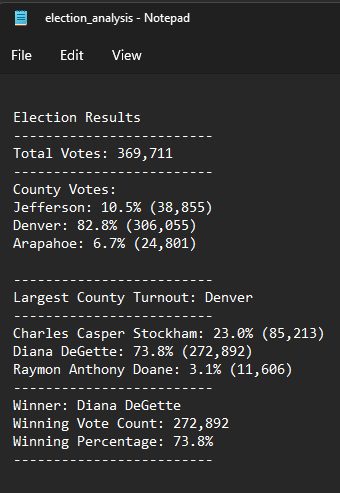 election_analysis - Notepad
File Edit View
Election Results
-------------------------
Total Votes: 369,711
-------------------------
County Votes:
Jefferson: 10.5% (38,855)
Denver: 82.8% (306,055)
Arapahoe: 6.7% (24,801)
-------------------------
Largest County Turnout: Denver
-------------------------
Charles Casper Stockham: 23.0% (85,213)
Diana DeGette: 73.8% (272,892)
Raymon Anthony Doane: 3.1% (11,606)
-------------------------
Winner: Diana DeGette
Winning Vote Count: 272,892
Winning Percentage: 73.8%
-------------------------